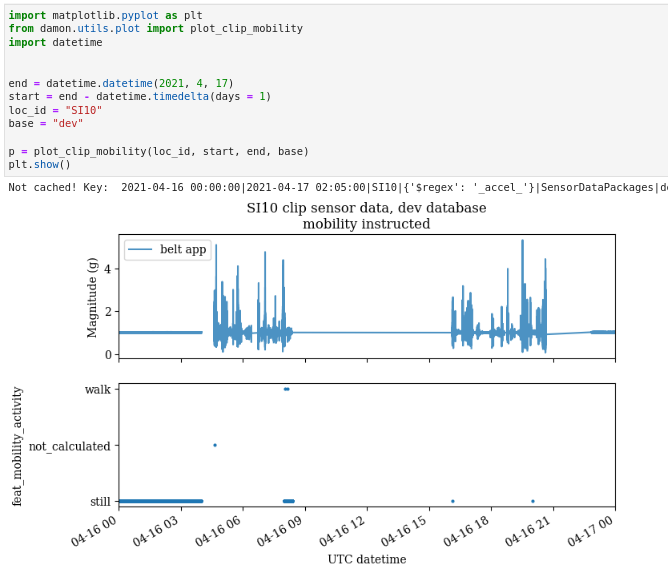 import matplotlib.pyplot as plt
from damon.utils.plot import plot_clip_mobility
import datetime
end = datetime.datetime(2021, 4, 17)
start = end - datetime.timedelta(days = 1)
loc_id = "SI10"
base = "dev"
p = plot_clip_mobility(loc_id, start, end, base)
plt.show()
Not cached! Key:  2021-04-16 00:00:00|2021-04-17 02:05:00|SI10|{'$regex': '_accel_'}|SensorDataPackages|de
SI10 clip sensor data, dev database
mobility instructed
belt app
Magnitude (g)
4
2
0
feat_mobility_activity
walk
not_calculated
still
04-16 00
04-16 03
04-16 06
04-16 09
04-16 12
04-16 15
04-16 18
04-16 21
04-17 00
UTC datetime